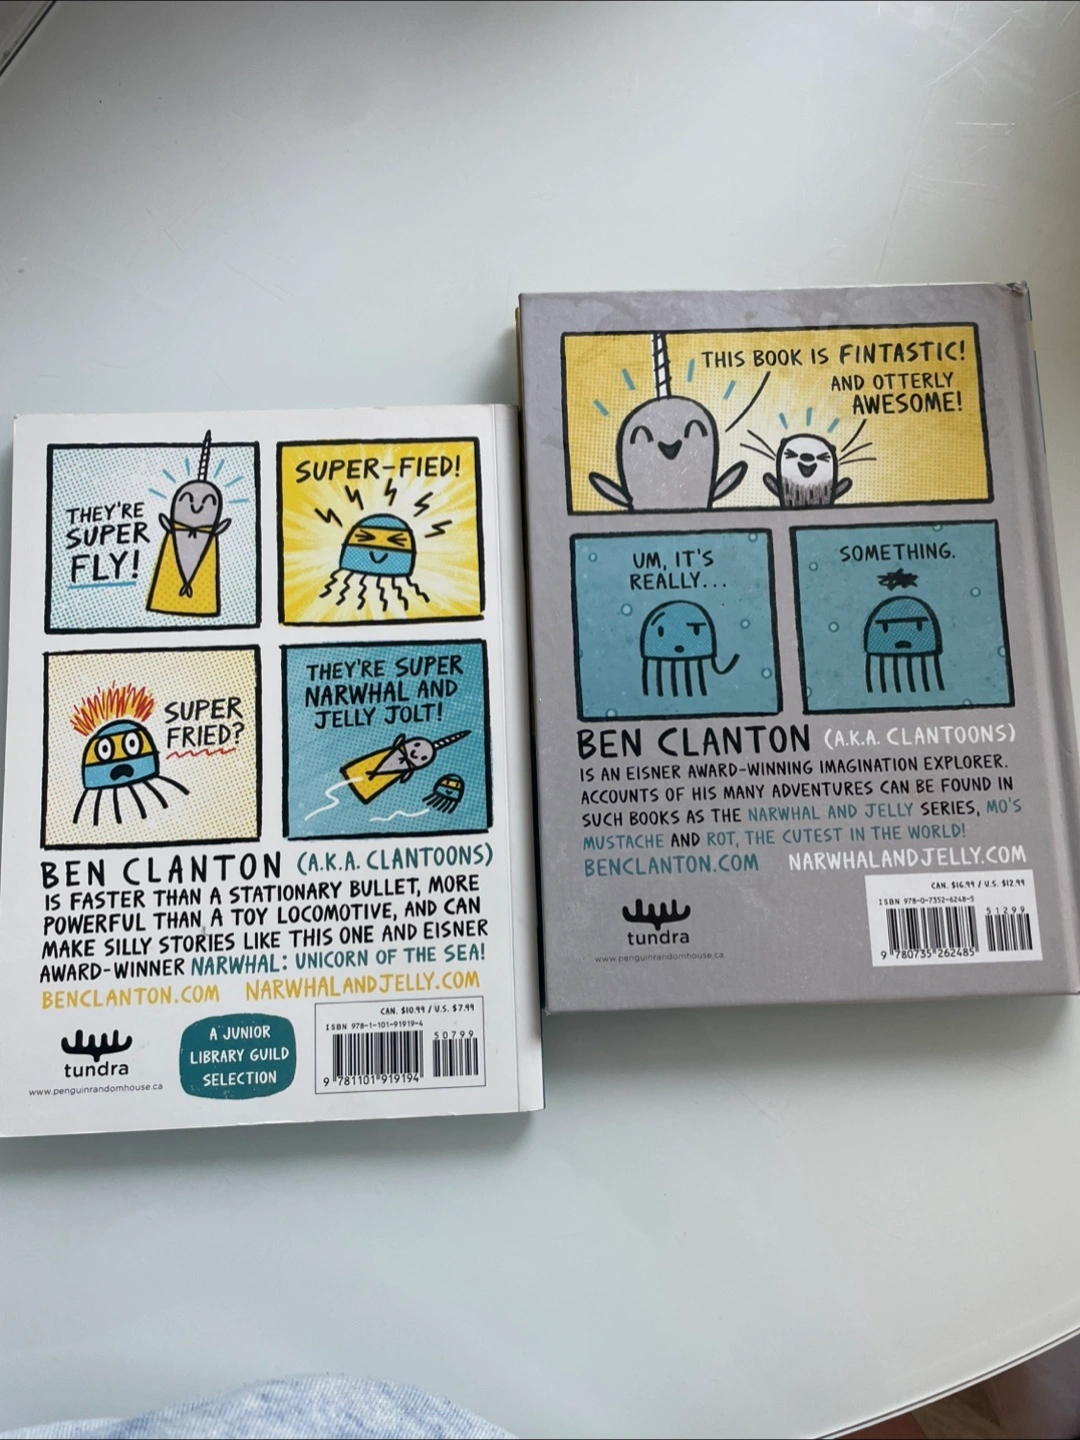 THEY'RE
SUPER
FLY!
SUPER-FIED!
SUPER
FRIED?
THEY'RE SUPER
NARWHAL AND
JELLY JOLT!
BEN CLANTON (A.K.A. CLANTOONS)
IS FASTER THAN A STATIONARY BULLET, MORE
POWERFUL THAN A TOY LOCOMOTIVE, AND CAN
MAKE SILLY STORIES LIKE THIS ONE AND EISNER
AWARD-WINNER NARWHAL: UNICORN OF THE SEA!
BENCLANTON.COM NARWHALANDJELLY.COM
tundra
www.penguinrandomhouse.ca
A JUNIOR
LIBRARY GUILD
SELECTION
CAN. $10.99 / U.S. $7.99
ISBN 978-1-101-91919-4
50799
9 781101 919194
THIS BOOK IS FINTASTIC!
AND OTTERLY
AWESOME!
UM, IT'S
REALLY...
SOMETHING.
BEN CLANTON (A.K.A. CLANTOONS)
IS AN EISNER AWARD-WINNING IMAGINATION EXPLORER.
ACCOUNTS OF HIS MANY ADVENTURES CAN BE FOUND IN
SUCH BOOKS AS THE NARWHAL AND JELLY SERIES, MO'S
MUSTACHE AND ROT, THE CUTEST IN THE WORLD!
BENCLANTON.COM NARWHALANDJELLY.COM
tundra
www.penguinrandomhouse.ca
CAN. $16.99 / U.S. $12.99
ISBN 978-0-7352-6248-5
51299
9 780735 262485